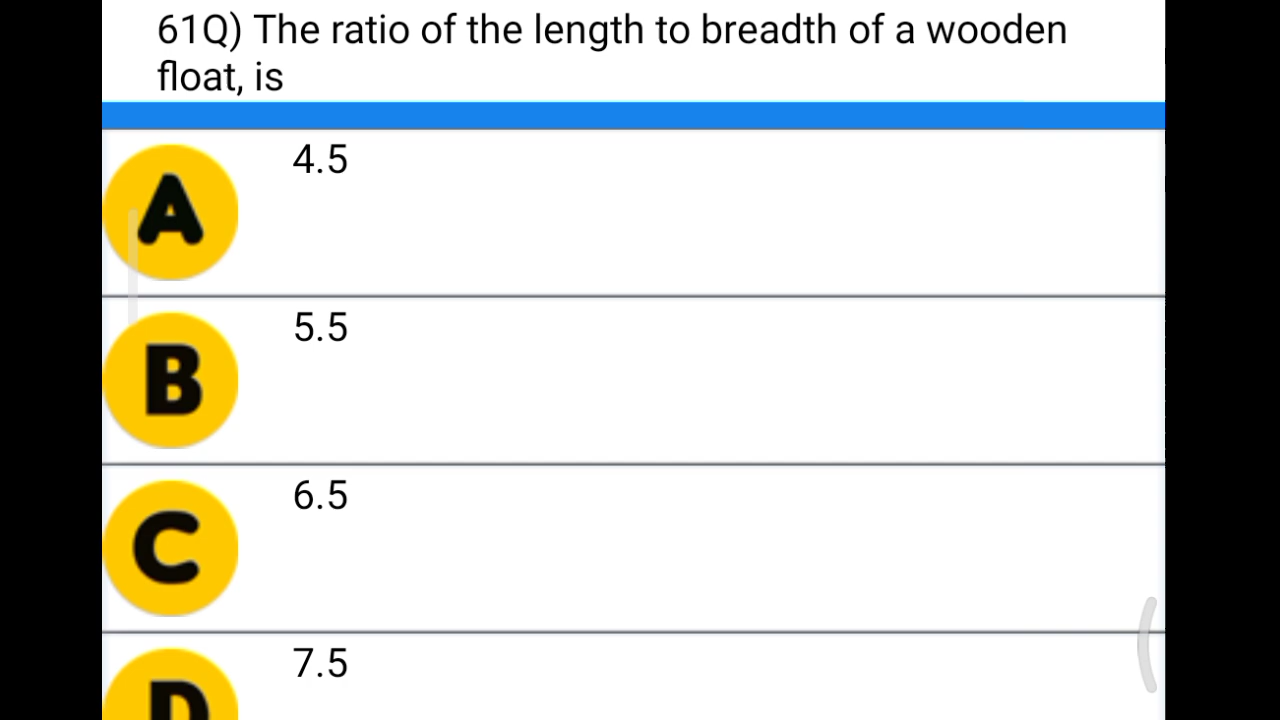 61Q) The ratio of the length to breadth of a wooden
float, is
A 4.5
B 5.5
C 6.5
D 7.5